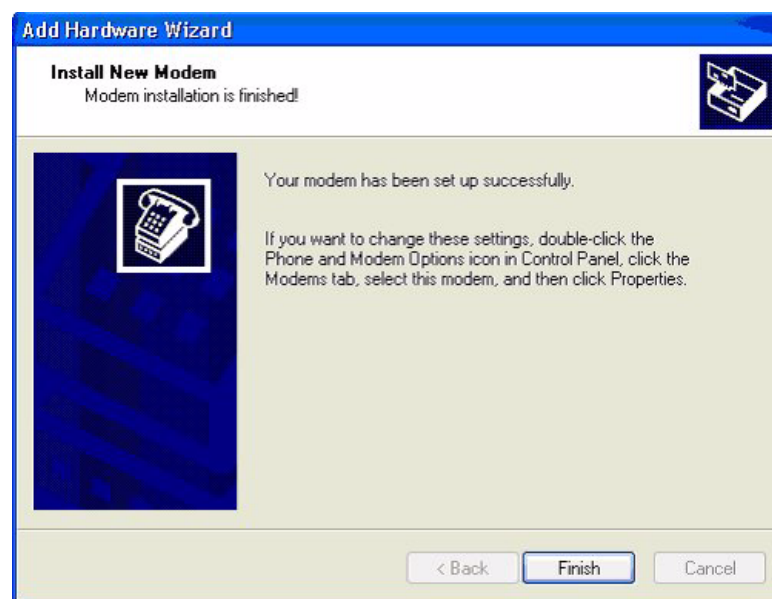 Add Hardware Wizard
Install New Modem
Modem installation is finished!
Your modem has been set up successfully.
If you want to change these settings, double-click the
Phone and Modem Options icon in Control Panel, click the
Modems tab, select this modem, and then click Properties.
< Back Finish Cancel